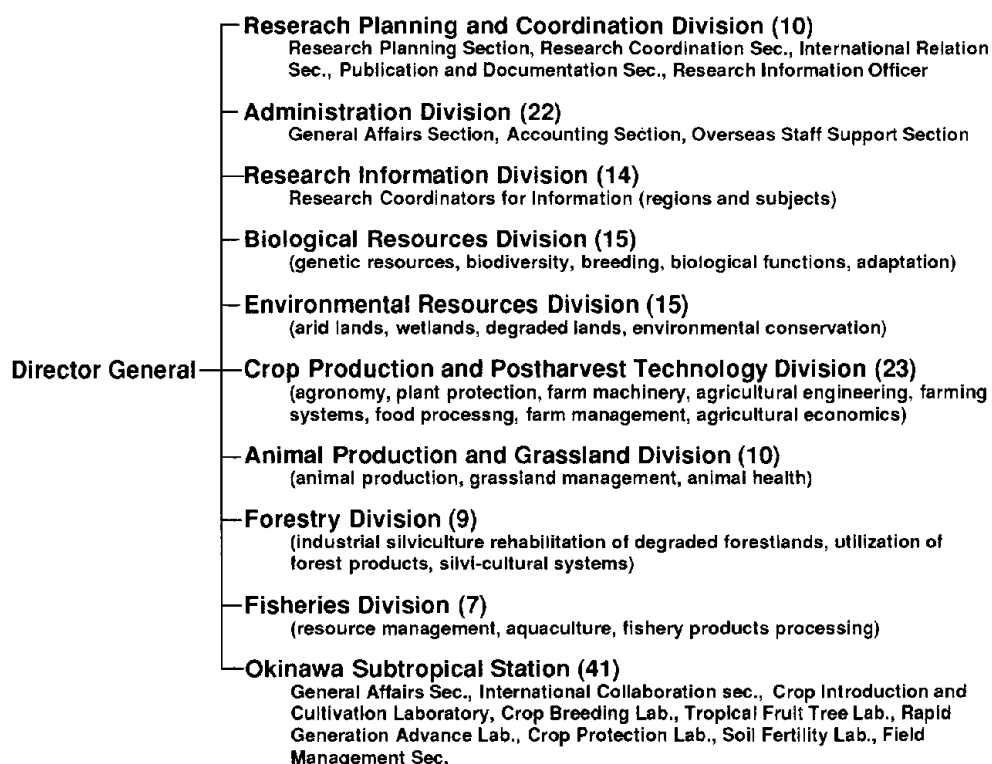 Reserach Planning and Coordination Division (10)
Research Planning Section, Research Coordination Sec., International Relation
Sec., Publication and Documentation Sec., Research Information Officer
Administration Division (22)
General Affairs Section, Accounting Section, Overseas Staff Support Section
Research Information Division (14)
Research Coordinators for Information (regions and subjects)
Biological Resources Division (15)
(genetic resources, biodiversity, breeding, biological functions, adaptation)
Environmental Resources Division (15)
(arid lands, wetlands, degraded lands, environmental conservation)
Director General
Crop Production and Postharvest Technology Division (23)
(agronomy, plant protection, farm machinery, agricultural engineering, farming
systems, food processng, farm management, agricultural economics)
Animal Production and Grassland Division (10)
(animal production, grassland management, animal health)
Forestry Division (9)
(industrial silviculture rehabilitation of degraded forestlands, utilization of
forest products, silvi-cultural systems)
Fisheries Division (7)
(resource management, aquaculture, fishery products processing)
Okinawa Subtropical Station (41)
General Affairs Sec., International Collaboration sec., Crop Introduction and
Cultivation Laboratory, Crop Breeding Lab., Tropical Fruit Tree Lab., Rapid
Generation Advance Lab., Crop Protection Lab., Soil Fertility Lab., Field
Management Sec.